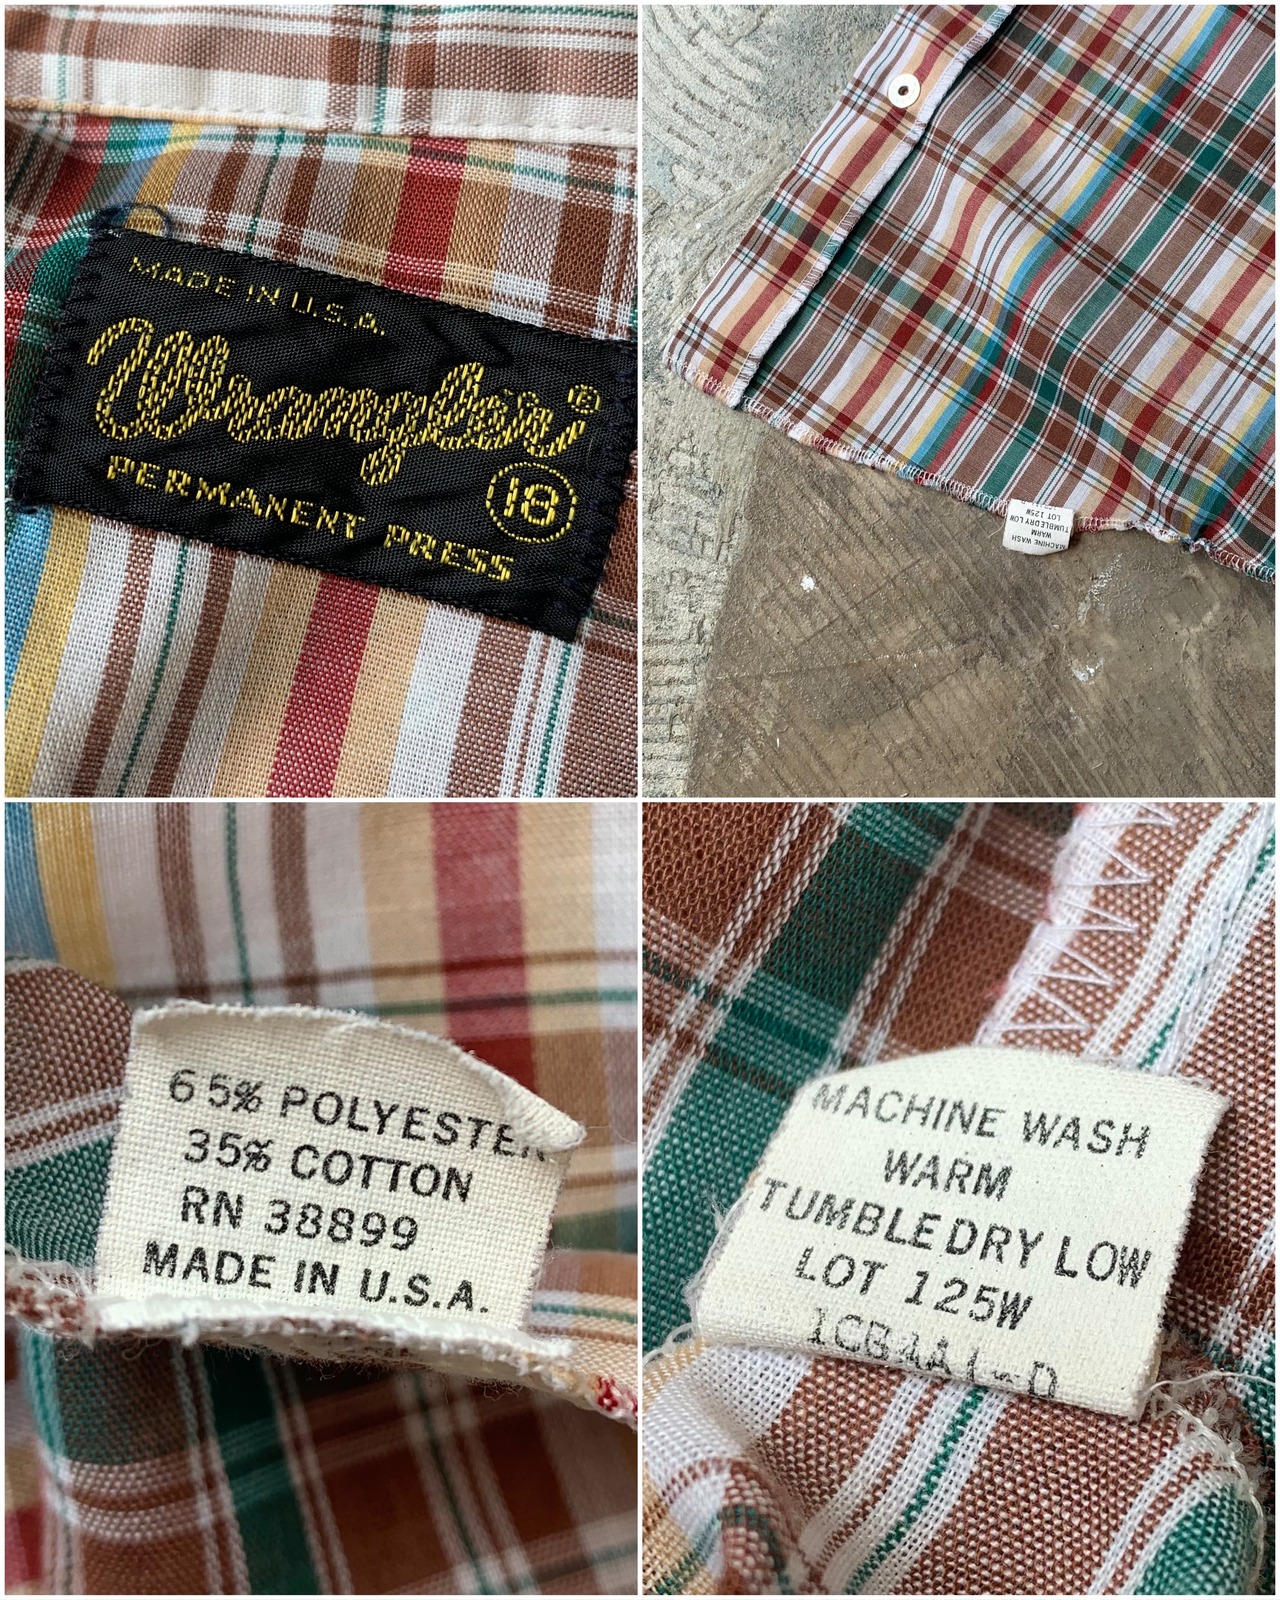 MADE IN U.S.A.
Wrangler®
PERMANENT PRESS
18
MACHINE WASH
WARM
TUMBLE DRY LOW
LOT 125W
65% POLYESTER
35% COTTON
RN 38899
MADE IN U.S.A.
MACHINE WASH
WARM
TUMBLE DRY LOW
LOT 125W